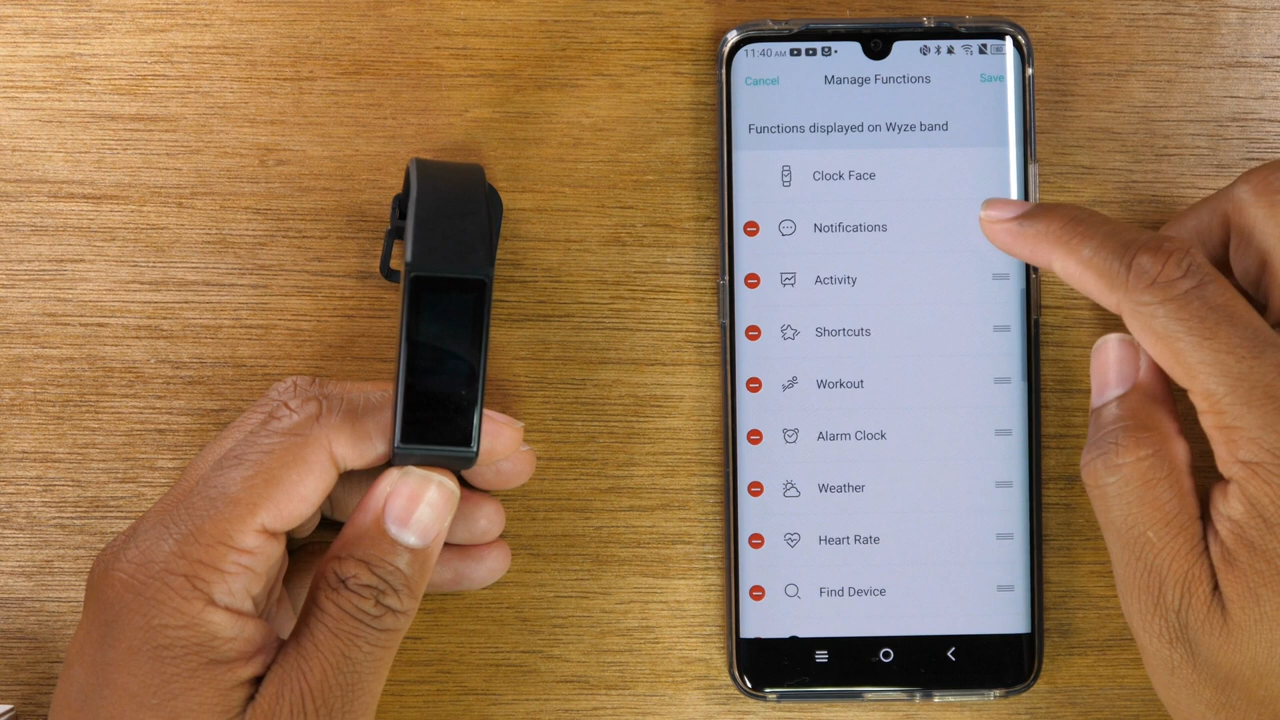 11:40 AM
Cancel Manage Functions Save
Functions displayed on Wyze band
Clock Face
Notifications
Activity
Shortcuts
Workout
Alarm Clock
Weather
Heart Rate
Find Device